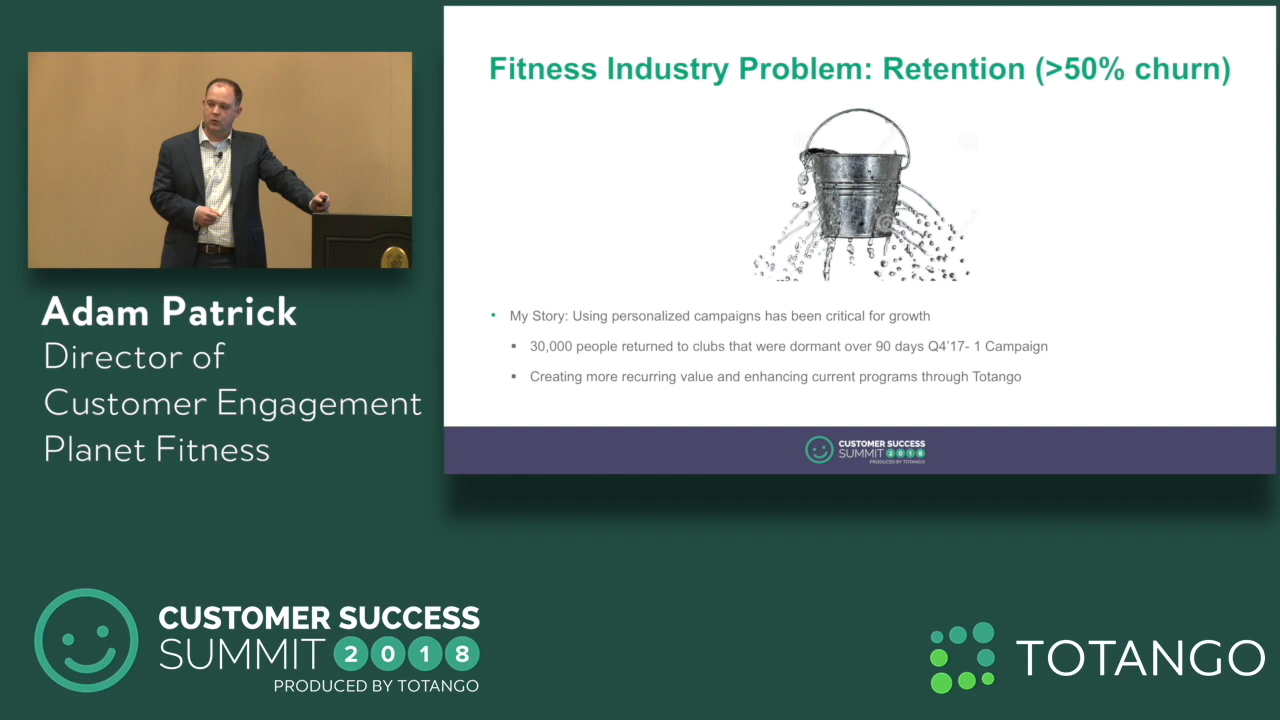 Fitness Industry Problem: Retention (>50% churn)
• My Story: Using personalized campaigns has been critical for growth
▪ 30,000 people returned to clubs that were dormant over 90 days Q4'17- 1 Campaign
▪ Creating more recurring value and enhancing current programs through Totango
CUSTOMER SUCCESS
SUMMIT 2018
PRODUCED BY TOTANGO
Adam Patrick
Director of
Customer Engagement
Planet Fitness
CUSTOMER SUCCESS
SUMMIT 2018
PRODUCED BY TOTANGO
TOTANGO